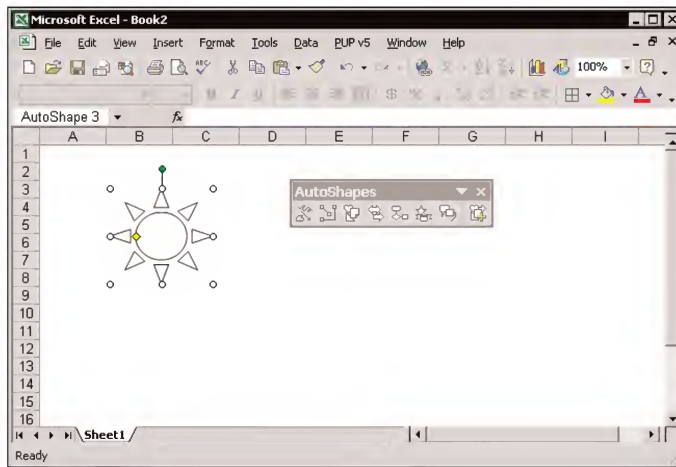 Microsoft Excel - Book2
File Edit View Insert Format Tools Data PUP v5 Window Help
100%
AutoShape 3 fx
A B C D E F G H I
1
2
3
AutoShapes
4
5
6
7
8
9
10
11
12
13
14
15
16
Sheet1
Ready